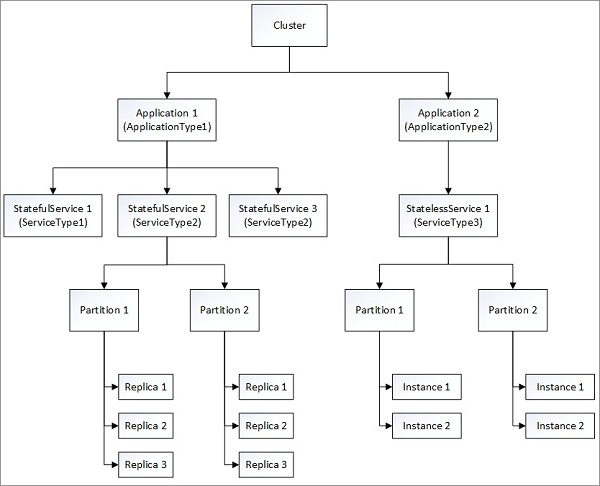 Cluster
Application 1
(ApplicationType1)
Application 2
(ApplicationType2)
StatefulService 1
(ServiceType1)
StatefulService 2
(ServiceType2)
StatefulService 3
(ServiceType2)
StatelessService 1
(ServiceType3)
Partition 1
Partition 2
Partition 1
Partition 2
Replica 1
Replica 1
Instance 1
Instance 1
Replica 2
Replica 2
Instance 2
Instance 2
Replica 3
Replica 3